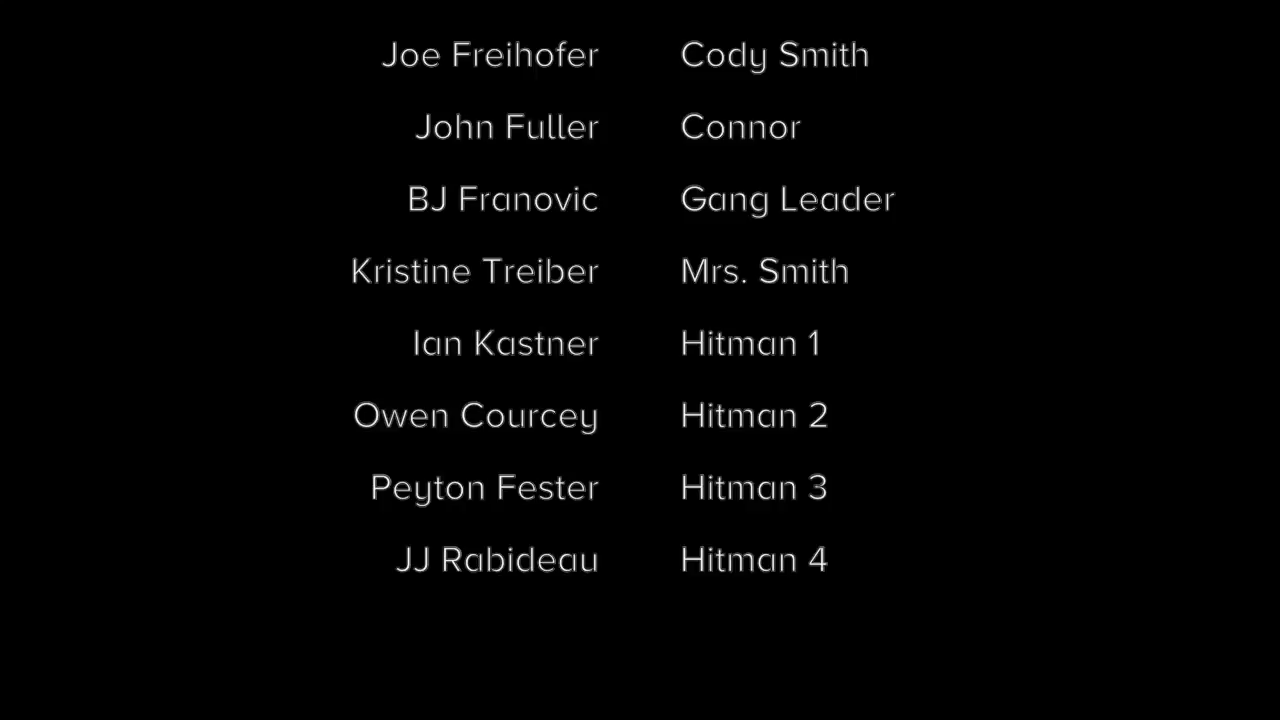 Joe Freihofer Cody Smith
John Fuller Connor
BJ Franovic Gang Leader
Kristine Treiber Mrs. Smith
Ian Kastner Hitman 1
Owen Courcey Hitman 2
Peyton Fester Hitman 3
JJ Rabideau Hitman 4